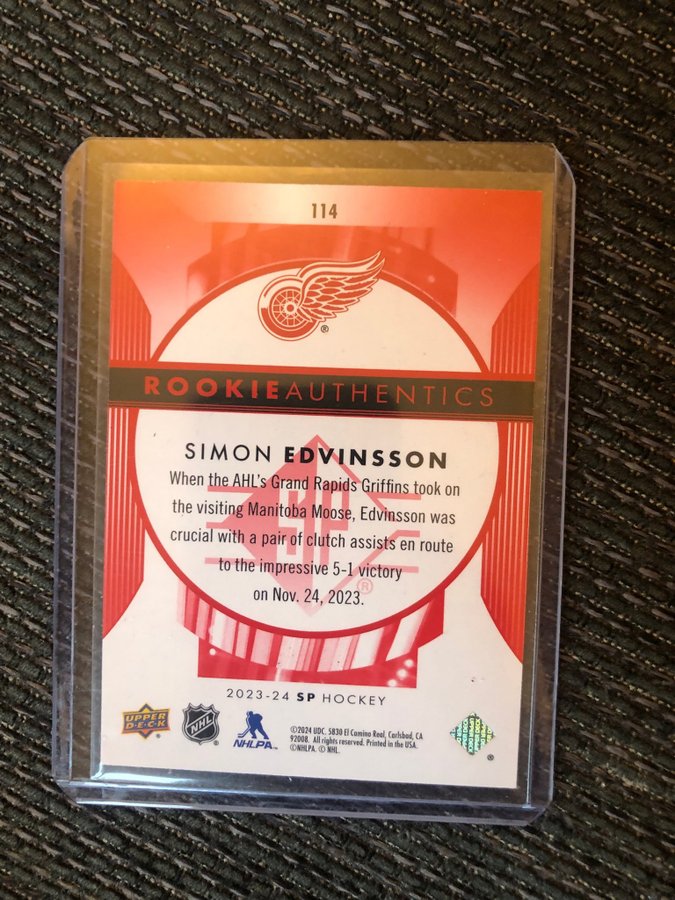 114
®
ROOKIEAUTHENTICS
SIMON EDVINSSON
When the AHL's Grand Rapids Griffins took on
the visiting Manitoba Moose, Edvinsson was
crucial with a pair of clutch assists en route
to the impressive 5-1 victory
on Nov. 24, 2023.
SP
®
2023-24 SP HOCKEY
UPPER
DECK
NHL
NHLPA
©2024 UDC. 5830 El Camino Real, Carlsbad, CA
92008. All rights reserved. Printed in the USA.
©NHLPA. © NHL.
®